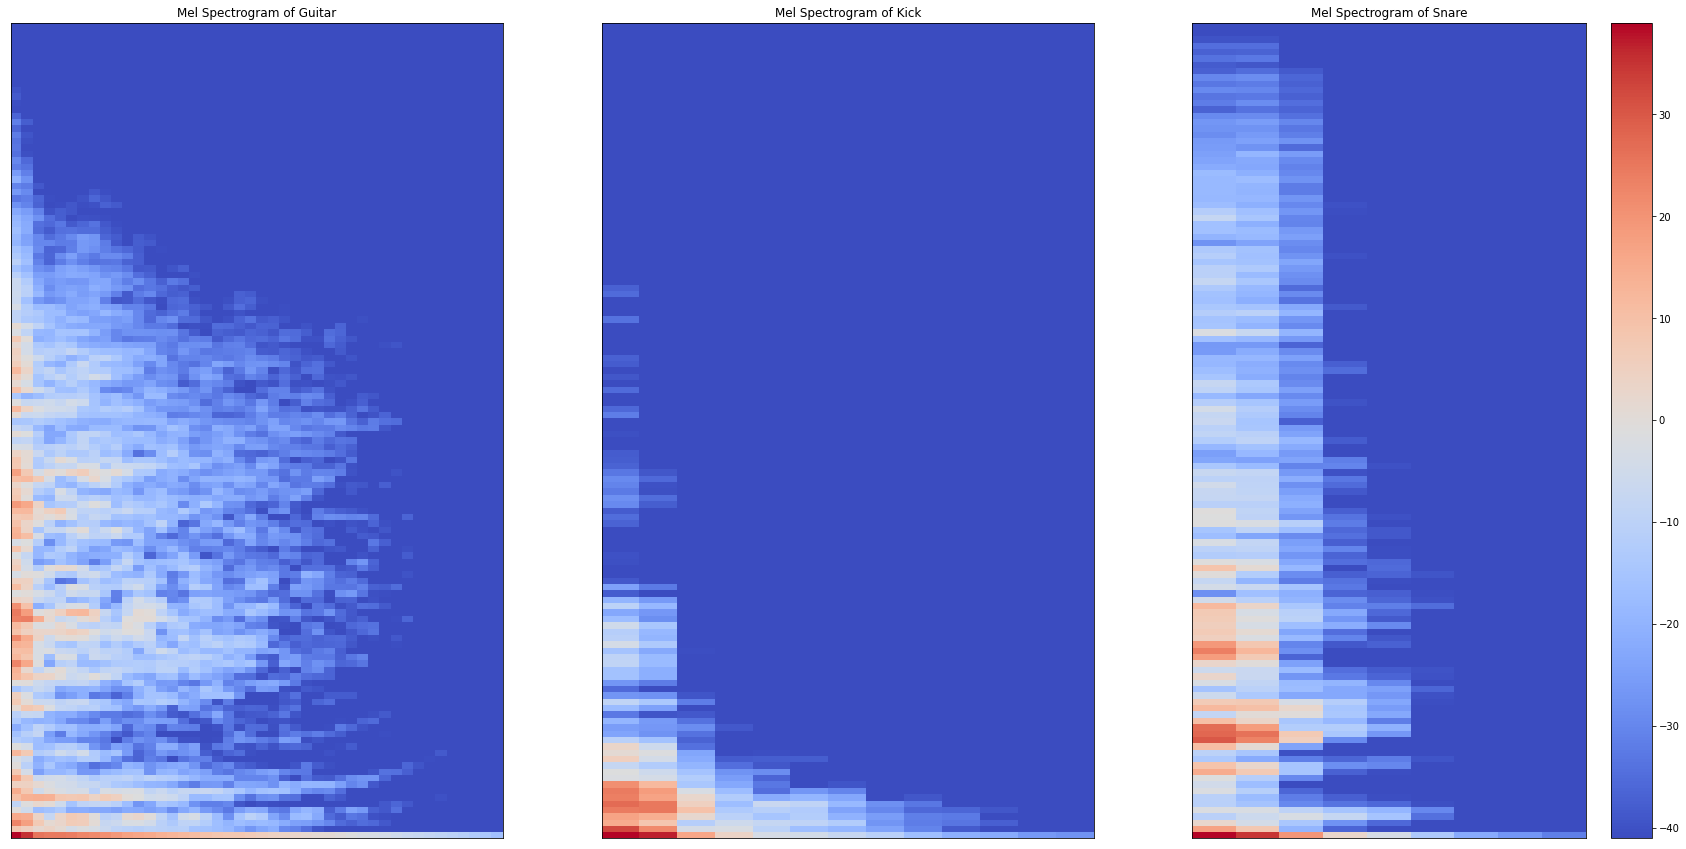 Mel Spectrogram of Guitar
Mel Spectrogram of Kick
Mel Spectrogram of Snare
30
20
10
0
−10
−20
−30
−40